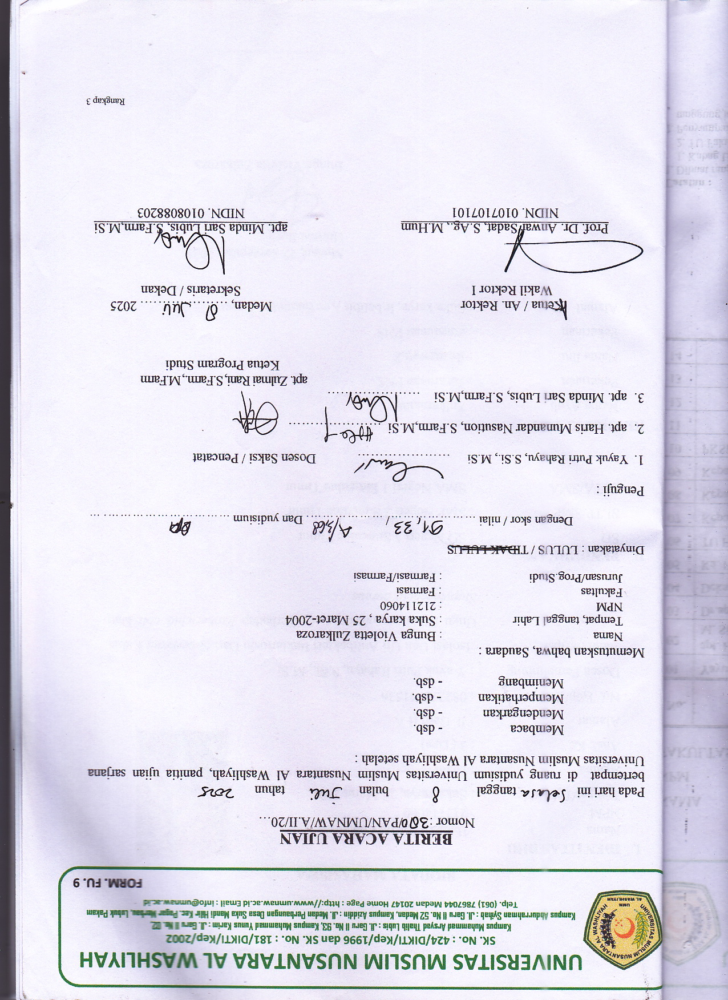 UNIVERSITAS MUSLIM NUSANTARA AL WASHLIYAH
SK. No. : 424/DIKTI/Kep/1996 dan SK. No. : 181/DIKTI/Kep/2002
Kampus Muhammad Arsyad Thalib Lubis : Jl. Garu II No. 93, Kampus Muhammad Yunus Karim : Jl. Garu II No. 02,
Kampus Abdurrahman Syihab : Jl. Garu II No. 52 Medan, Kampus Aziddin : Jl. Medan Perbaungan Desa Suka Mandi Hilir Kec. Pagar Merbau, Lubuk Pakam
Telp. (061) 7867044 Medan 20147 Home Page : http://www.umnaw.ac.id Email : info@umnaw.ac.id
FORM. FU. 9
UNIVERSITAS MUSLIM NUSANTARA AL WASHLIYAH
UMN
AL WASHLIYAH
BERITA ACARA UJIAN
Nomor : /PAN/UMNAW/A.II/20...
Pada hari ini Selasa tanggal 8 bulan Juli tahun 2025
bertempat di ruang yudisium Universitas Muslim Nusantara Al Washliyah, panitia ujian sarjana
Universitas Muslim Nusantara Al Washliyah setelah :
Membaca - dsb.
Mendengarkan - dsb.
Memperhatikan - dsb.
Menimbang - dsb.
Memutuskan bahwa, Saudara :
Nama : Bunga Violetta Zulkaroza
Tempat, tanggal Lahir : Suka karya , 25 Maret-2004
NPM : 212114060
Fakultas : Farmasi
Jurusan/Prog.Studi : Farmasi/Farmasi
Dinyatakan : LULUS / TIDAK LULUS
Dengan skor / nilai 91,33 / A/3,68 Dan yudisium
Penguji :
1. Yayuk Putri Rahayu, S.Si., M.Si Dosen Saksi / Pencatat
2. apt. Haris Munandar Nasution, S.Farm,M.Si
3. apt. Minda Sari Lubis, S.Farm,M.Si
apt. Zulmai Rani,S.Farm.,M.Farm
Ketua Program Studi
Ketua / An. Rektor
Wakil Rektor I
Medan, 8 Juli 2025
Sekretaris / Dekan
Prof. Dr. Anwar Sadat, S.Ag., M.Hum
NIDN. 0107107101
apt. Minda Sari Lubis, S.Farm,M.Si
NIDN. 0108088203
Rangkap 3